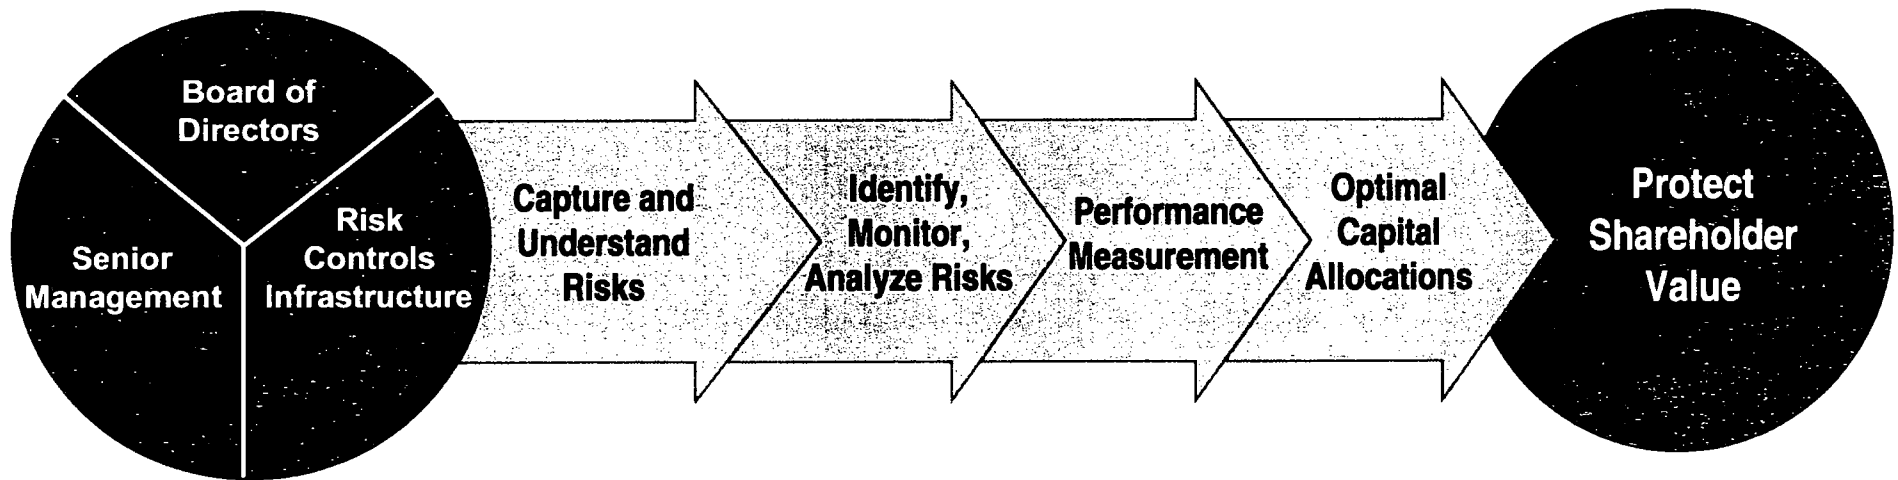 Board of
Directors
Senior
Management
Risk
Controls
Infrastructure
Capture and
Understand
Risks
Identify,
Monitor,
Analyze Risks
Performance
Measurement
Optimal
Capital
Allocations
Protect
Shareholder
Value